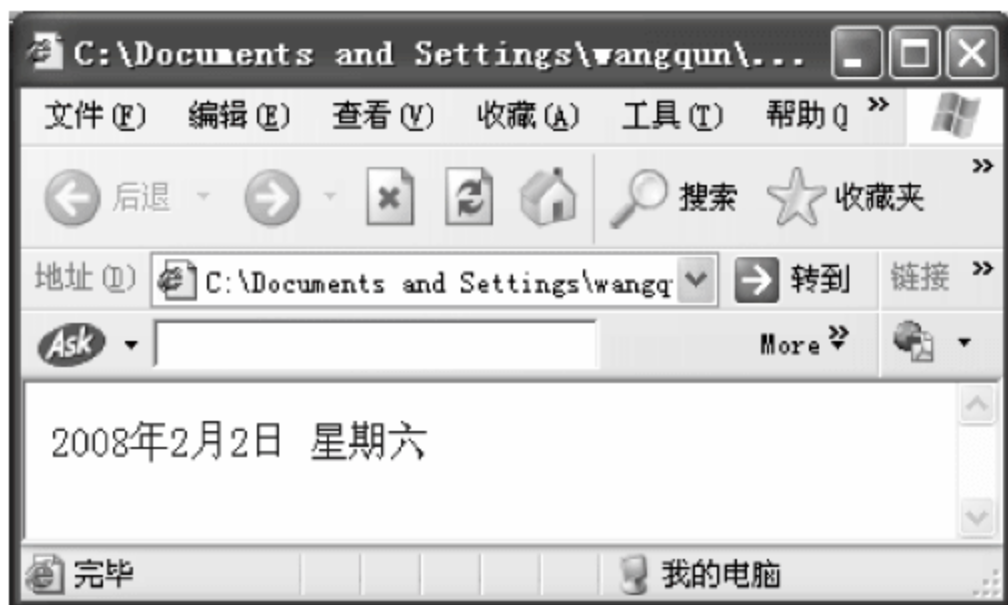 C:\Documents and Settings\wangqun\...
文件(F) 编辑(E) 查看(V) 收藏(A) 工具(T) 帮助( »
后退 搜索 收藏夹 »
地址(D) C:\Documents and Settings\wangq 转到 链接 »
Ask More
2008年2月2日 星期六
完毕 我的电脑